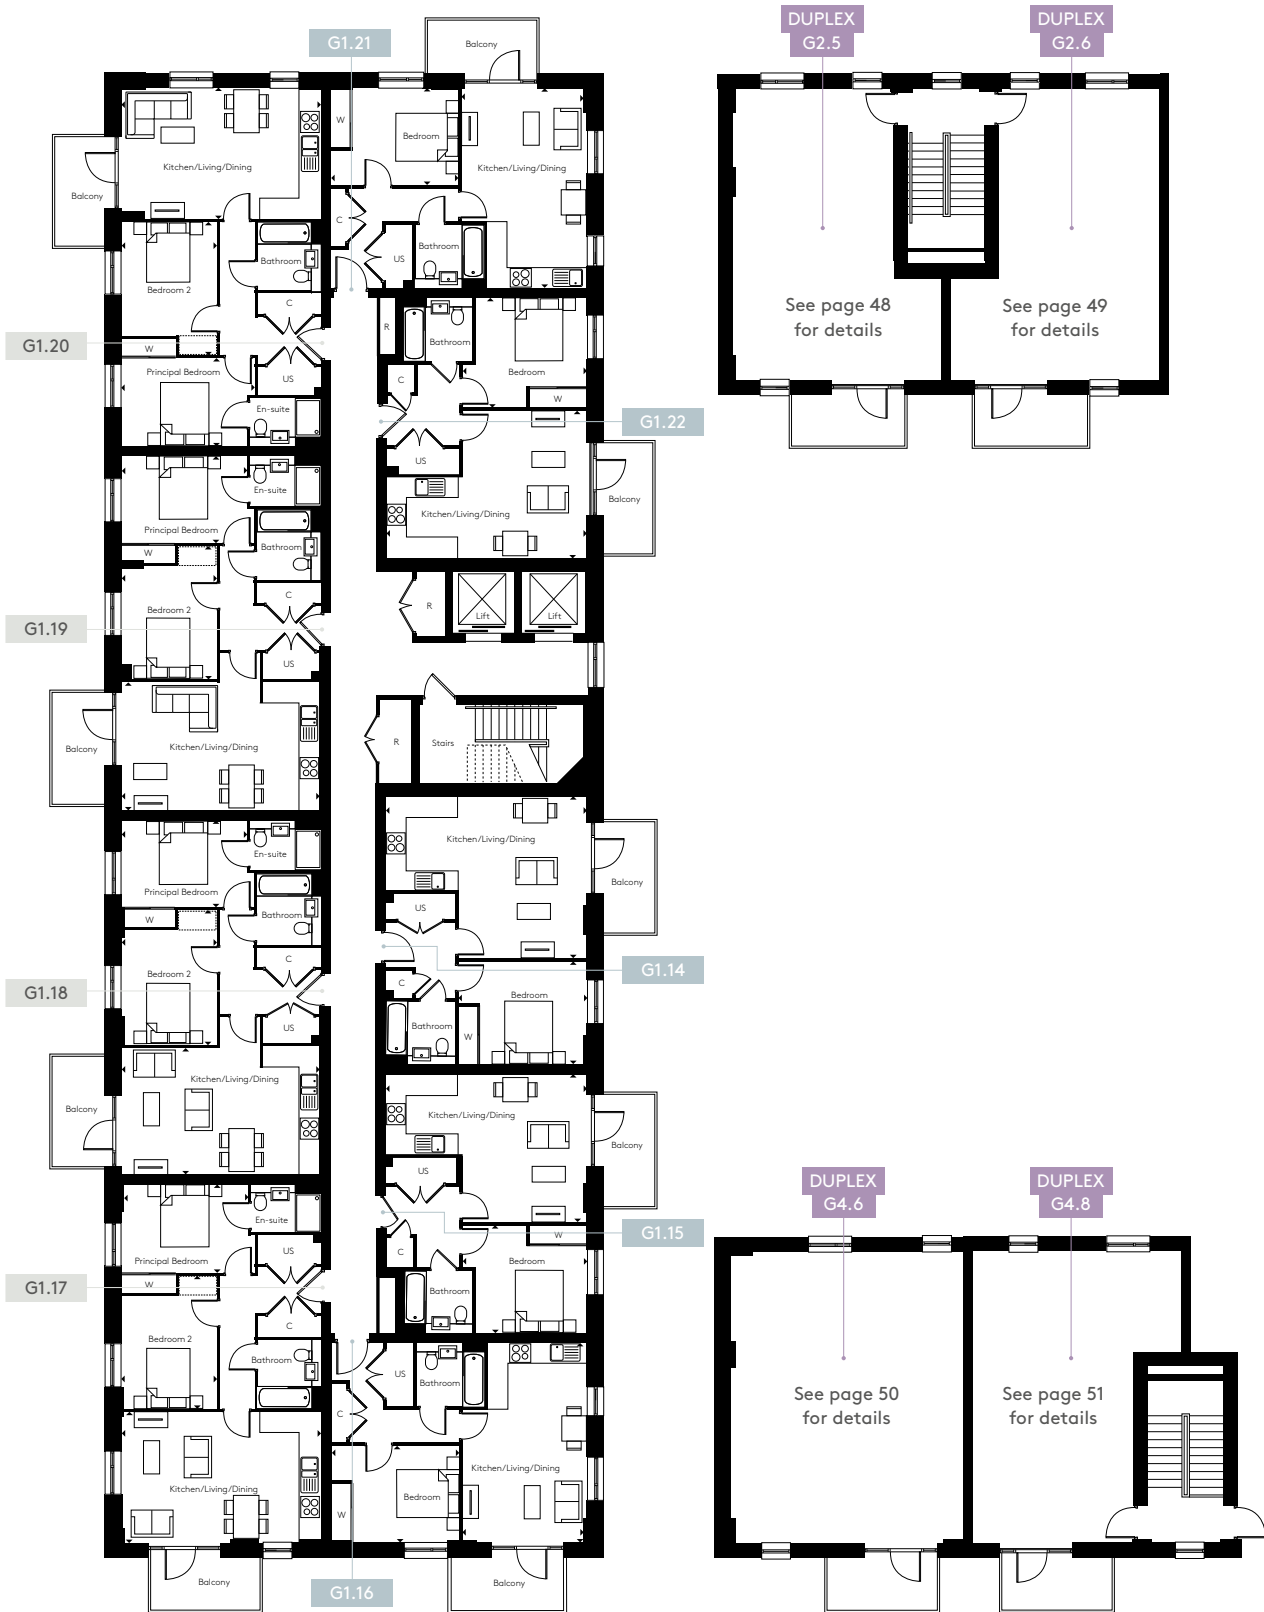 G1.21
Balcony
DUPLEX
G2.5
DUPLEX
G2.6
W
Bedroom
Kitchen/Living/Dining
Kitchen/Living/Dining
Balcony
C
Bathroom
US
Bathroom
Bedroom 2
C
See page 48
for details
See page 49
for details
R
Bathroom
G1.20
W
Principal Bedroom
US
C
Bedroom
W
En-suite
G1.22
US
En-suite
Balcony
Kitchen/Living/Dining
Principal Bedroom
W
Bathroom
C
Bedroom 2
R
Lift
Lift
G1.19
US
Balcony
Kitchen/Living/Dining
R
Stairs
Kitchen/Living/Dining
En-suite
Principal Bedroom
Balcony
W
Bathroom
US
C
Bedroom 2
G1.14
G1.18
C
Bedroom
US
Bathroom
W
Kitchen/Living/Dining
Balcony
Kitchen/Living/Dining
Balcony
US
DUPLEX
G4.6
DUPLEX
G4.8
En-suite
G1.15
W
US
C
Principal Bedroom
Bedroom
G1.17
W
Bathroom
C
Bedroom 2
Bathroom
US
Bathroom
See page 50
for details
See page 51
for details
C
Kitchen/Living/Dining
Kitchen/Living/Dining
Bedroom
W
Balcony
G1.16
Balcony